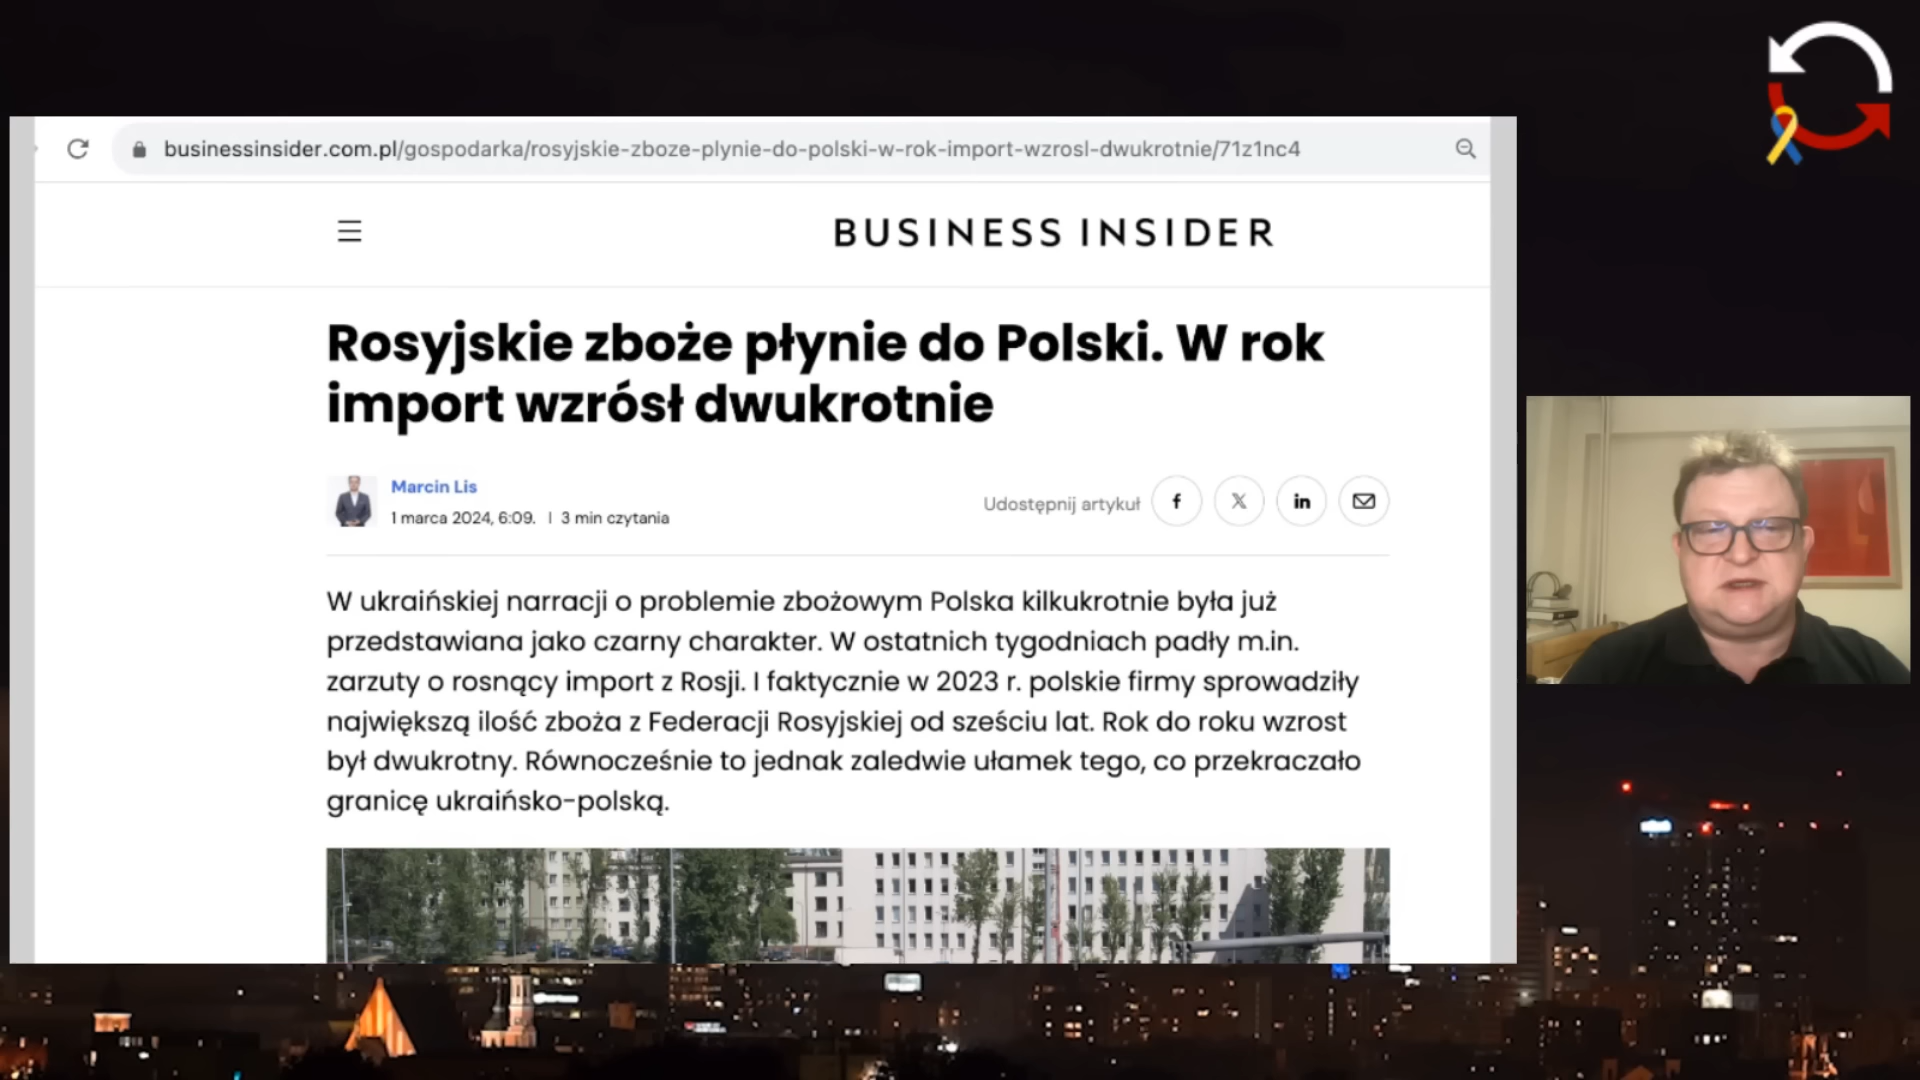 businessinsider.com.pl/gospodarka/rosyjskie-zboze-plynie-do-polski-w-rok-import-wzrosl-dwukrotnie/71z1nc4
BUSINESS INSIDER
Rosyjskie zboże płynie do Polski. W rok
import wzrósł dwukrotnie
Marcin Lis
1 marca 2024, 6:09. | 3 min czytania
Udostępnij artykuł
W ukraińskiej narracji o problemie zbożowym Polska kilkukrotnie była już
przedstawiana jako czarny charakter. W ostatnich tygodniach padły m.in.
zarzuty o rosnący import z Rosji. I faktycznie w 2023 r. polskie firmy sprowadziły
największą ilość zboża z Federacji Rosyjskiej od sześciu lat. Rok do roku wzrost
był dwukrotny. Równocześnie to jednak zaledwie ułamek tego, co przekraczało
granicę ukraińsko-polską.